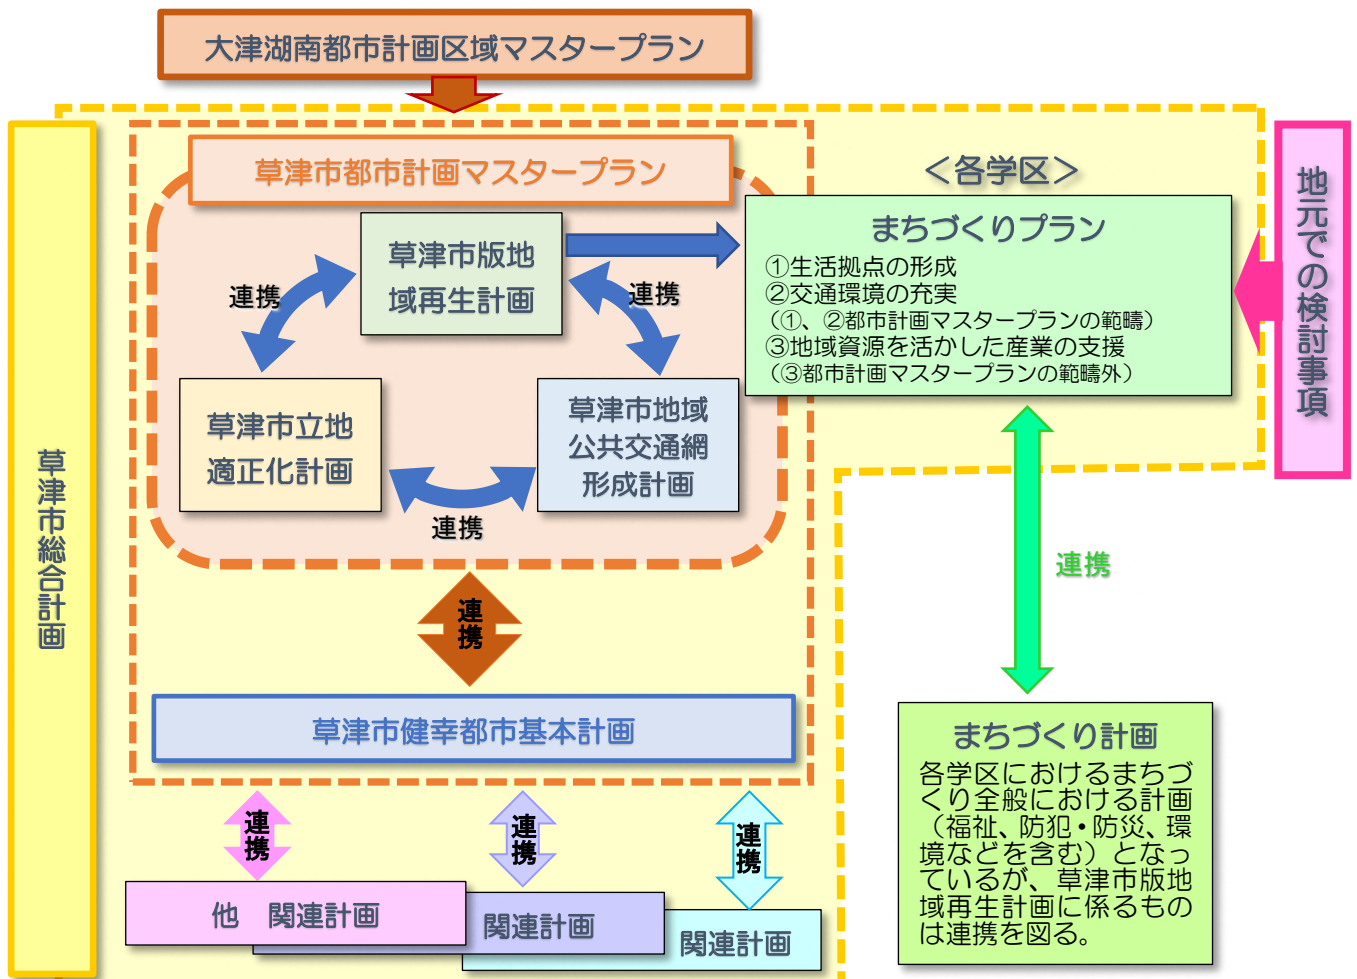 大津湖南都市計画区域マスタープラン
草津市総合計画
草津市都市計画マスタープラン
草津市版地
域再生計画
連携
連携
草津市立地
適正化計画
草津市地域
公共交通網
形成計画
連携
連携
草津市健幸都市基本計画
連携
連携
連携
他　関連計画
関連計画
関連計画
＜各学区＞
まちづくりプラン
①生活拠点の形成
②交通環境の充実
（①、②都市計画マスタープランの範疇）
③地域資源を活かした産業の支援
（③都市計画マスタープランの範疇外）
地元での検討事項
連携
まちづくり計画
各学区におけるまちづ
くり全般における計画
（福祉、防犯・防災、環
境などを含む）となっ
ているが、草津市版地
域再生計画に係るもの
は連携を図る。